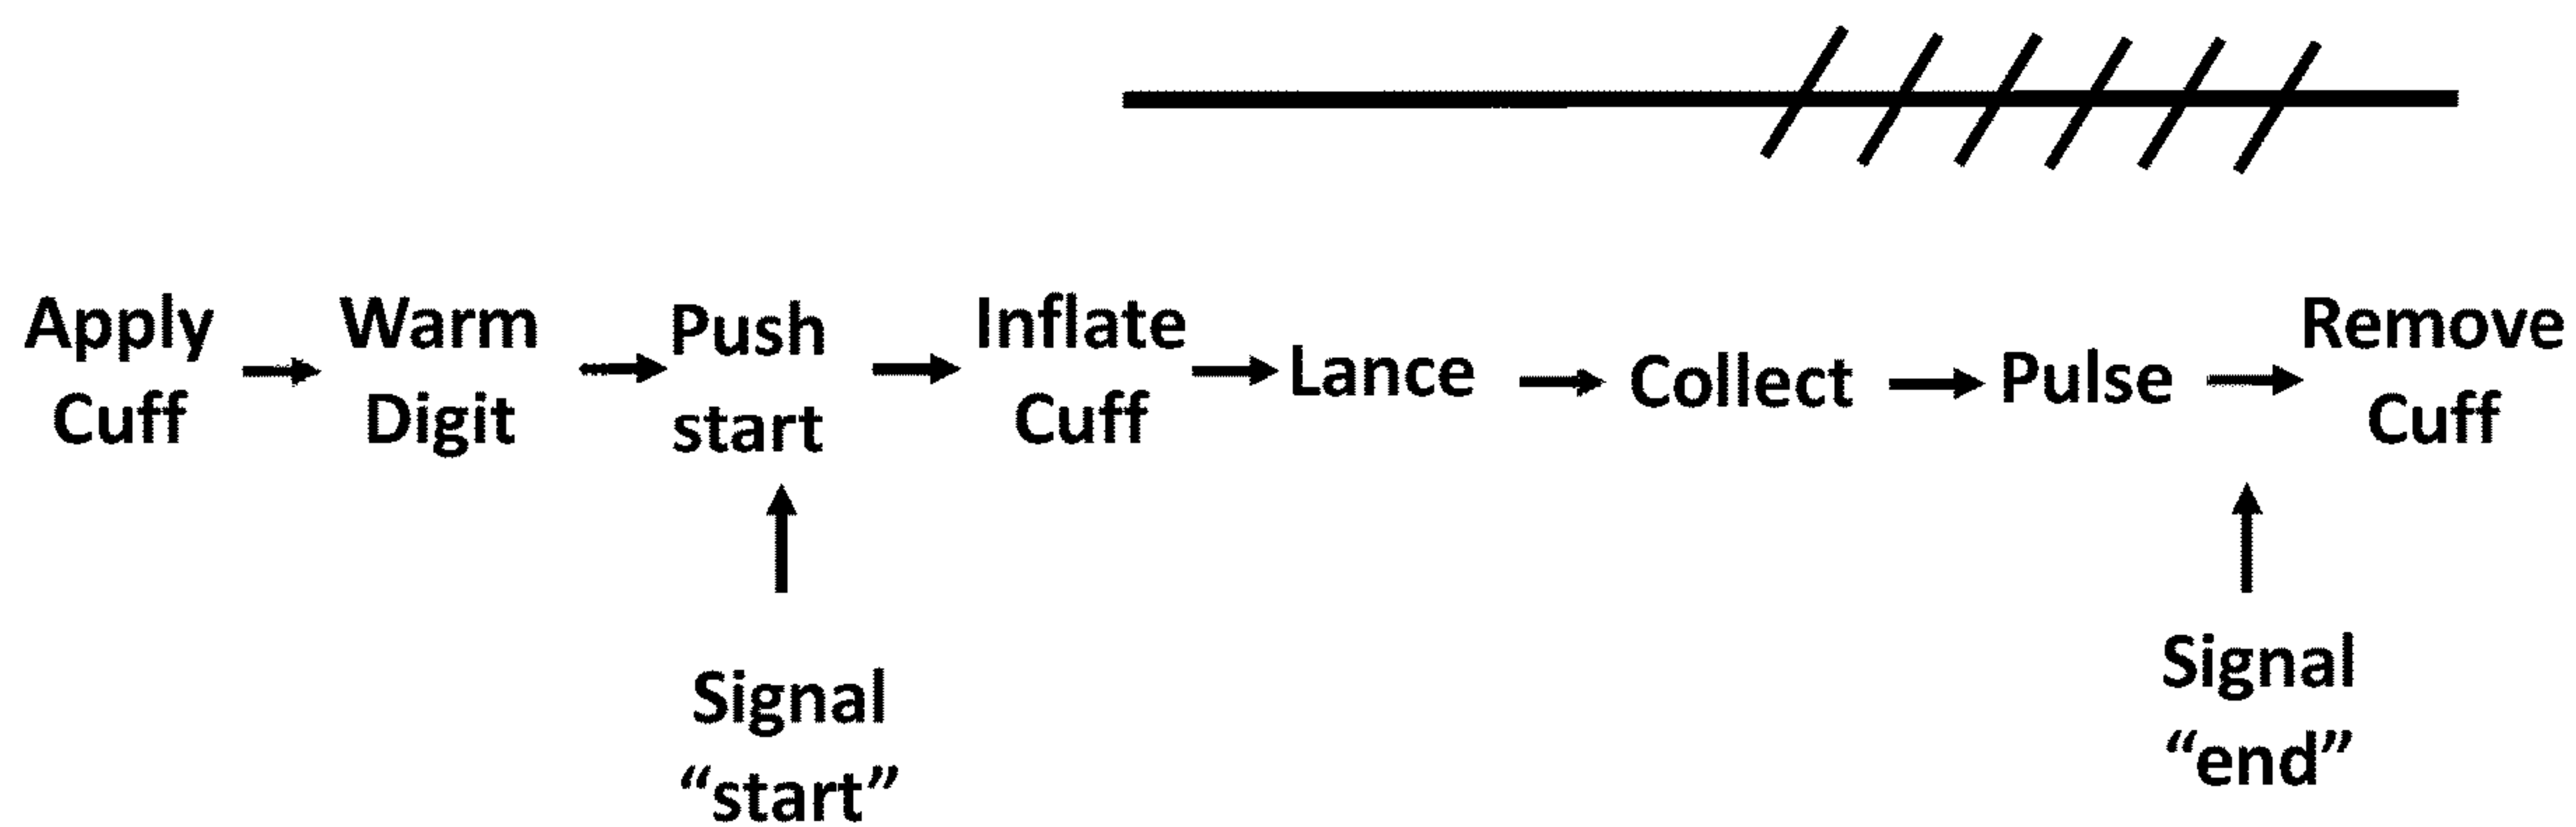 Apply
Cuff
Warm
Digit
Push
start
Inflate
Cuff
Lance
Collect
Pulse
Remove
Cuff
Signal
“start”
Signal
“end”